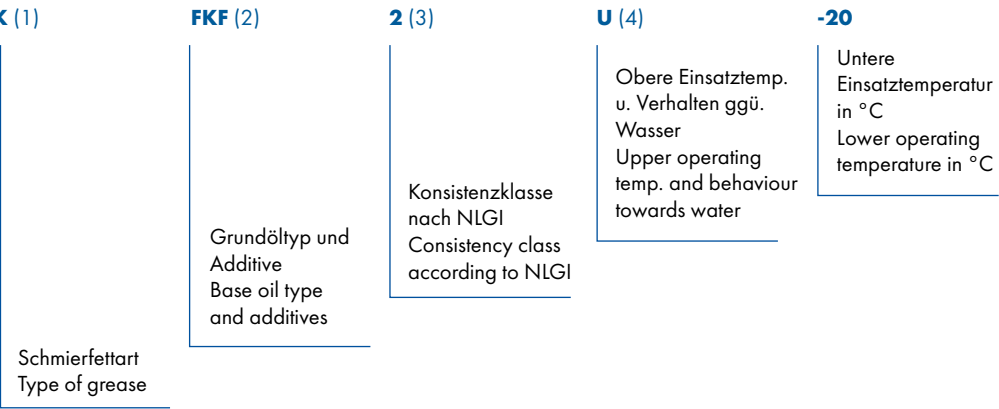 K (1) FKF (2) 2 (3) U (4) -20
Schmierfettart
Type of grease
Grundöltyp und
Additive
Base oil type
and additives
Konsistenzklasse
nach NLGI
Consistency class
according to NLGI
Obere Einsatztemp.
u. Verhalten ggü.
Wasser
Upper operating
temp. and behaviour
towards water
Untere
Einsatztemperatur
in °C
Lower operating
temperature in °C